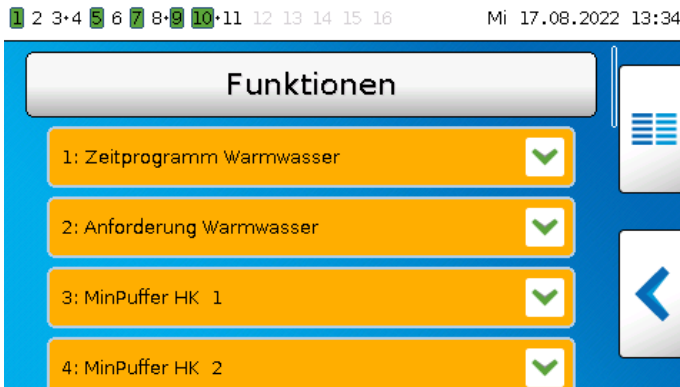 1 2 3·4 5 6 7 8·9 10·11 12 13 14 15 16 Mi 17.08.2022 13:34
Funktionen
1: Zeitprogramm Warmwasser
2: Anforderung Warmwasser
3: MinPuffer HK 1
4: MinPuffer HK 2